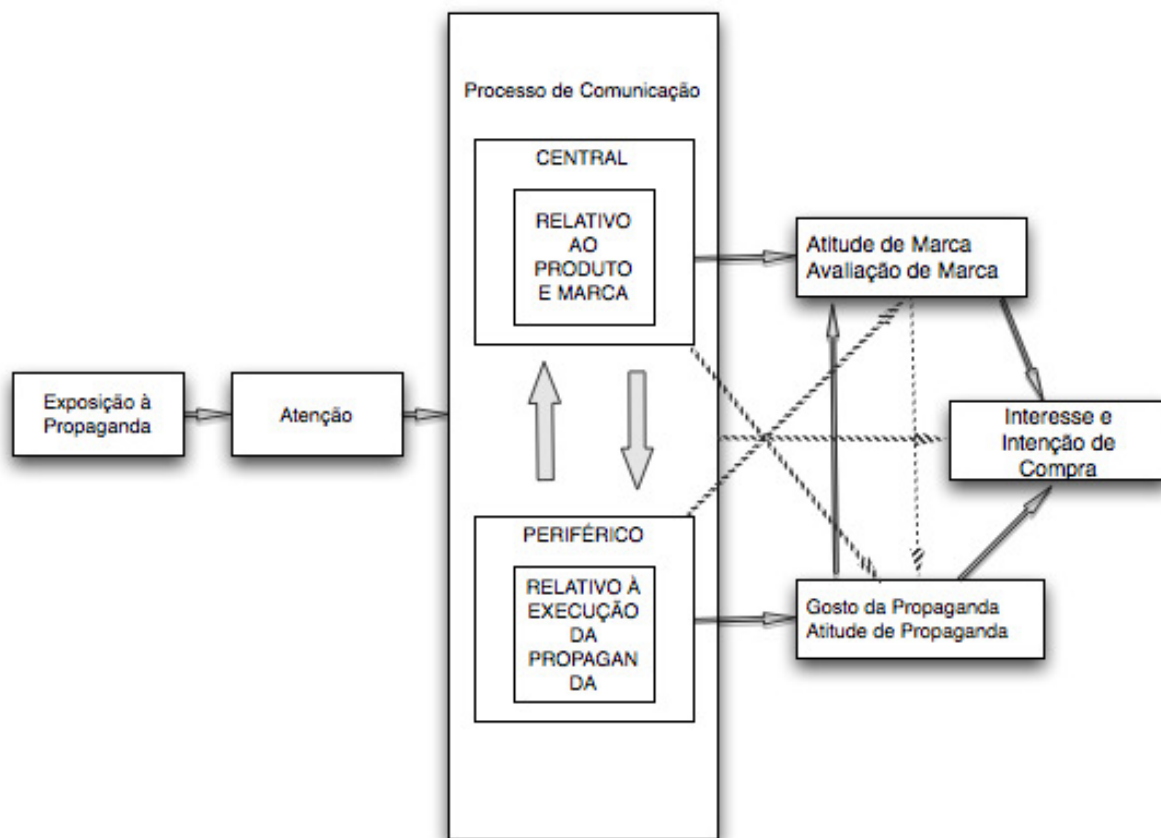 Processo de Comunicação
CENTRAL
RELATIVO
AO
PRODUTO
E MARCA
Atitude de Marca
Avaliação de Marca
Exposição à
Propaganda
Atenção
Interesse e
Intenção de
Compra
PERIFÉRICO
RELATIVO À
EXECUÇÃO
DA
PROPAGAN
DA
Gosto da Propaganda
Atitude de Propaganda